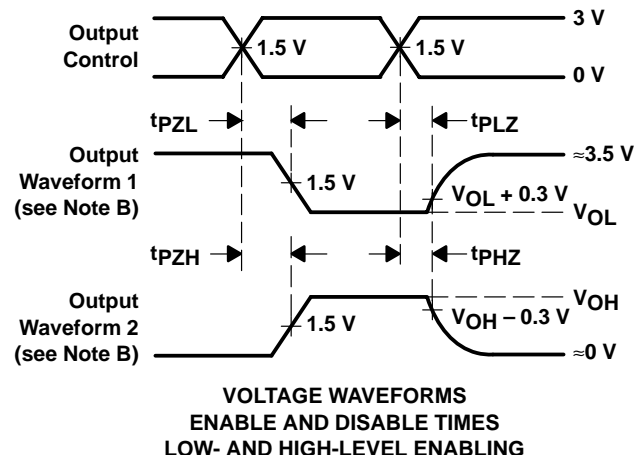 Output
Control
3 V
1.5 V
1.5 V
0 V
tPZL
tPLZ
Output
Waveform 1
(see Note B)
≈3.5 V
1.5 V
VOL + 0.3 V
VOL
tPZH
tPHZ
Output
Waveform 2
(see Note B)
VOH
1.5 V
VOH – 0.3 V
≈0 V
VOLTAGE WAVEFORMS
ENABLE AND DISABLE TIMES
LOW- AND HIGH-LEVEL ENABLING